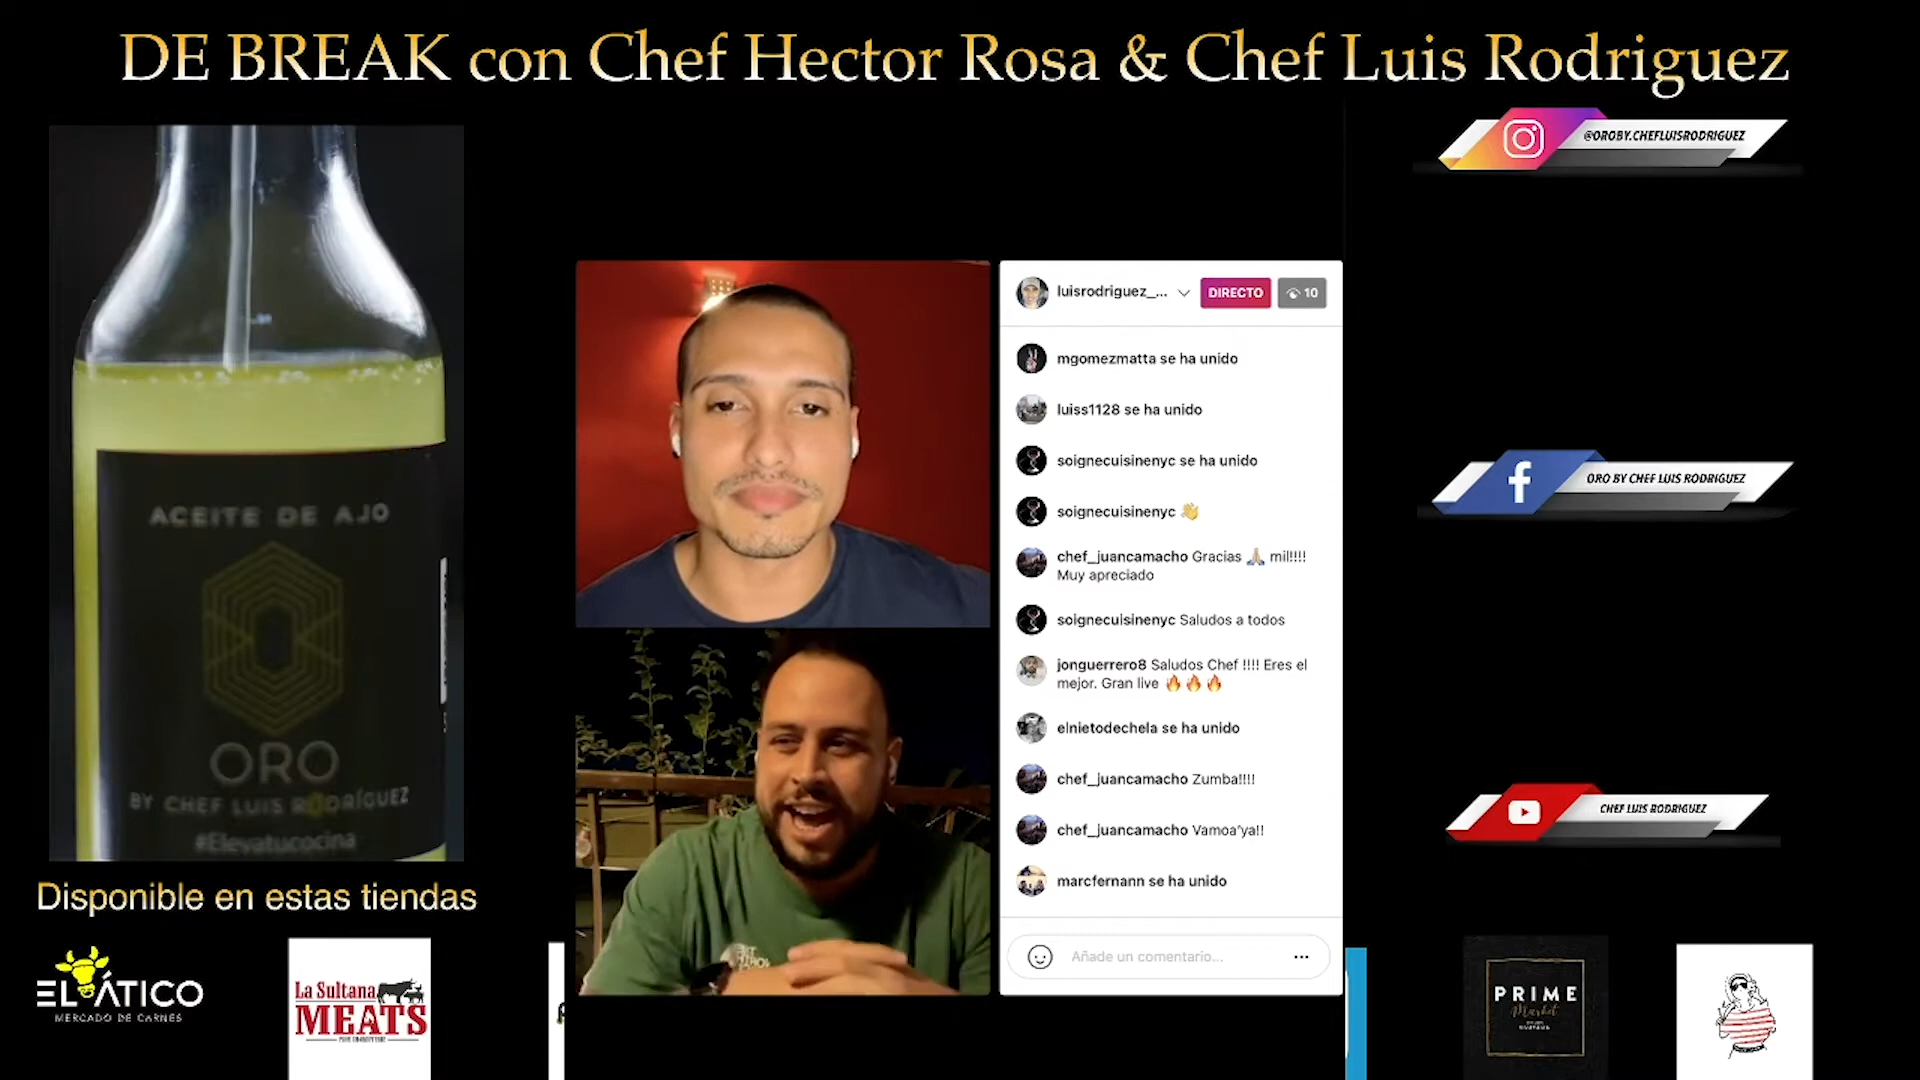 DE BREAK con Chef Hector Rosa & Chef Luis Rodriguez
@OROBY.CHEFLUISRODRIGUEZ
ACEITE DE AJO
ORO
BY CHEF LUIS RODRÍGUEZ
#Elevatucocina
Disponible en estas tiendas
luisrodriguez_... DIRECTO 10
mgomezmatta se ha unido
luiss1128 se ha unido
soignecuisinenyc se ha unido
soignecuisinenyc 👋
chef_juancamacho Gracias 🙏🏼 mil!!!!
Muy apreciado
soignecuisinenyc Saludos a todos
jonguerrero8 Saludos Chef !!!! Eres el
mejor. Gran live 🔥🔥🔥
elnietodechela se ha unido
chef_juancamacho Zumba!!!!
chef_juancamacho Vamoa'ya!!
marcfernann se ha unido
Añade un comentario...
ORO BY CHEF LUIS RODRIGUEZ
CHEF LUIS RODRIGUEZ
EL ÁTICO
MERCADO DE CARNES
La Sultana
MEATS
PRIME
Market